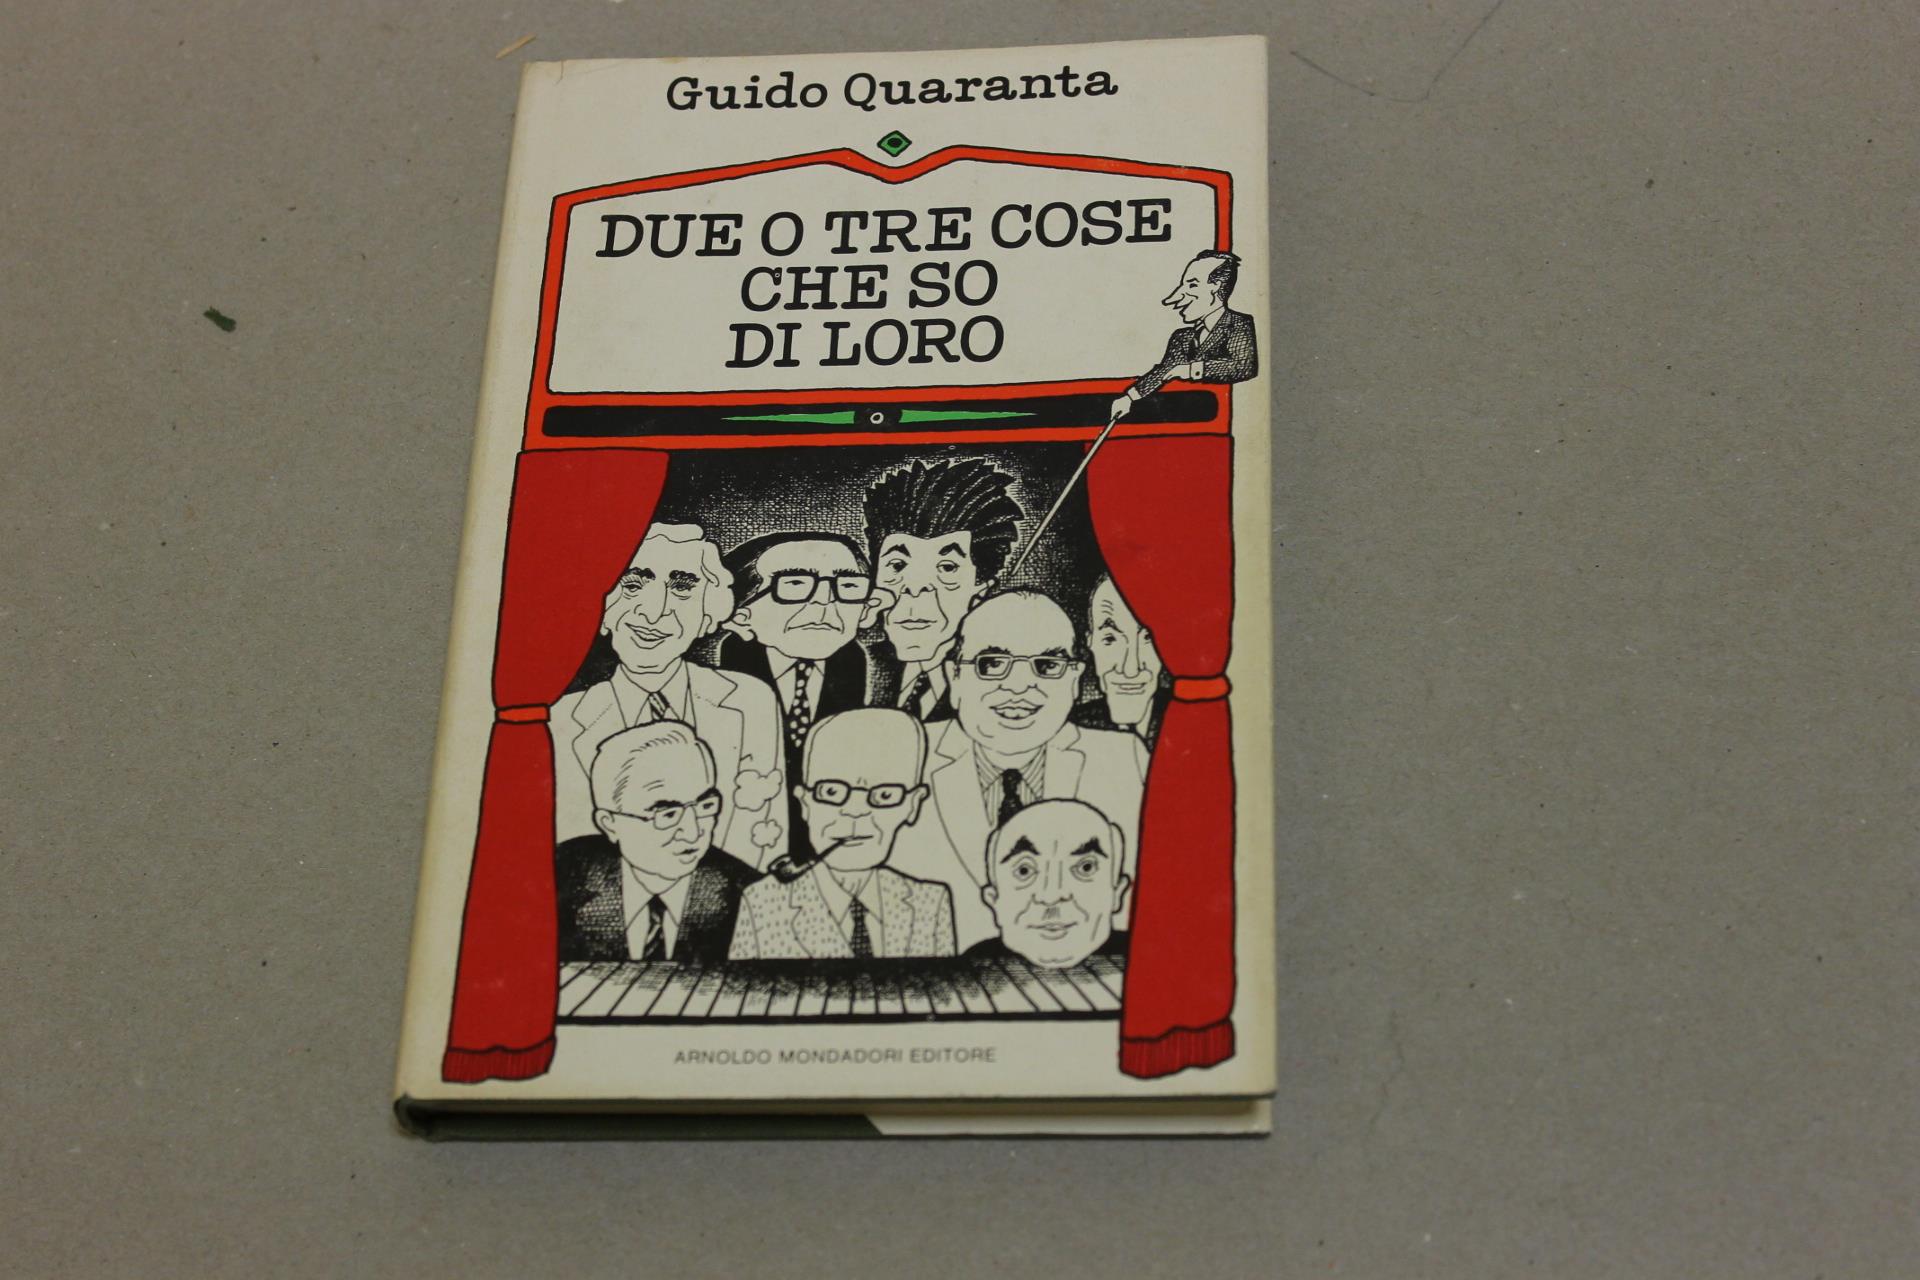 Guido Quaranta
DUE O TRE COSE
CHE SO
DI LORO
ARNOLDO MONDADORI EDITORE